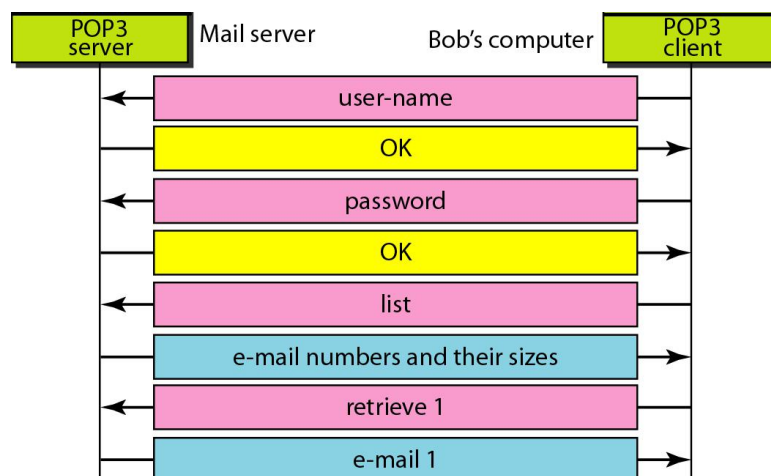 POP3
server
Mail server
Bob's computer
POP3
client
user-name
OK
password
OK
list
e-mail numbers and their sizes
retrieve 1
e-mail 1